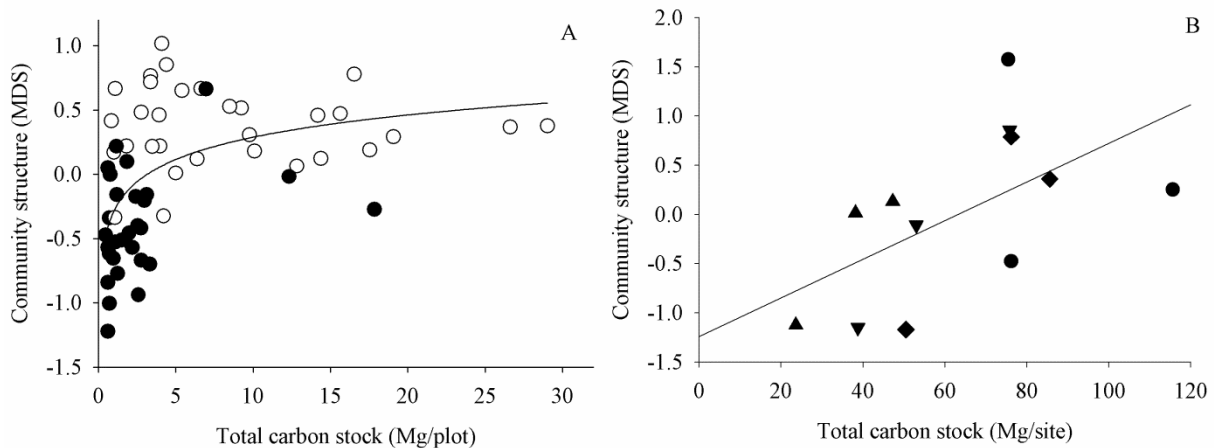 A
Community structure (MDS)
1.0
0.5
0.0
-0.5
-1.0
-1.5
0 5 10 15 20 25 30
Total carbon stock (Mg/plot)
B
Community structure (MDS)
2.0
1.5
1.0
0.5
0.0
-0.5
-1.0
-1.5
0 20 40 60 80 100 120
Total carbon stock (Mg/site)